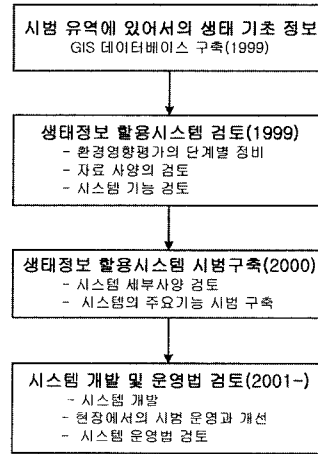 시범 유역에 있어서의 생태 기초 정보
GIS 데이터베이스 구축(1999)
생태정보 활용시스템 검토(1999)
- 환경영향평가의 단계별 정비
- 자료 사양의 검토
- 시스템 기능 검토
생태정보 활용시스템 시범구축(2000)
- 시스템 세부사양 검토
- 시스템의 주요기능 시범 구축
시스템 개발 및 운영법 검토(2001-)
- 시스템 개발
- 현장에서의 시범 운영과 개선
- 시스템 운영법 검토